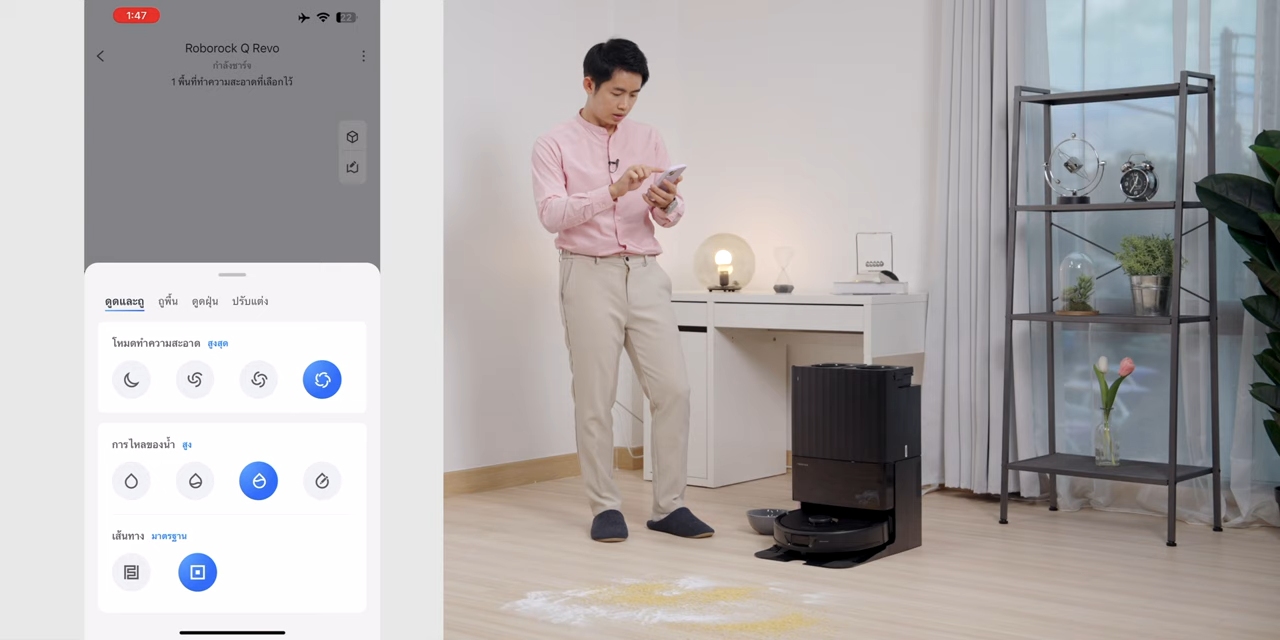 1:47
22
Roborock Q Revo
กำลังชาร์จ
1 พื้นที่ทำความสะอาดที่เลือกไว้
ดูดและถู ถูพื้น ดูดฝุ่น ปรับแต่ง
โหมดทำความสะอาด สูงสุด
การไหลของน้ำ สูง
เส้นทาง มาตรฐาน